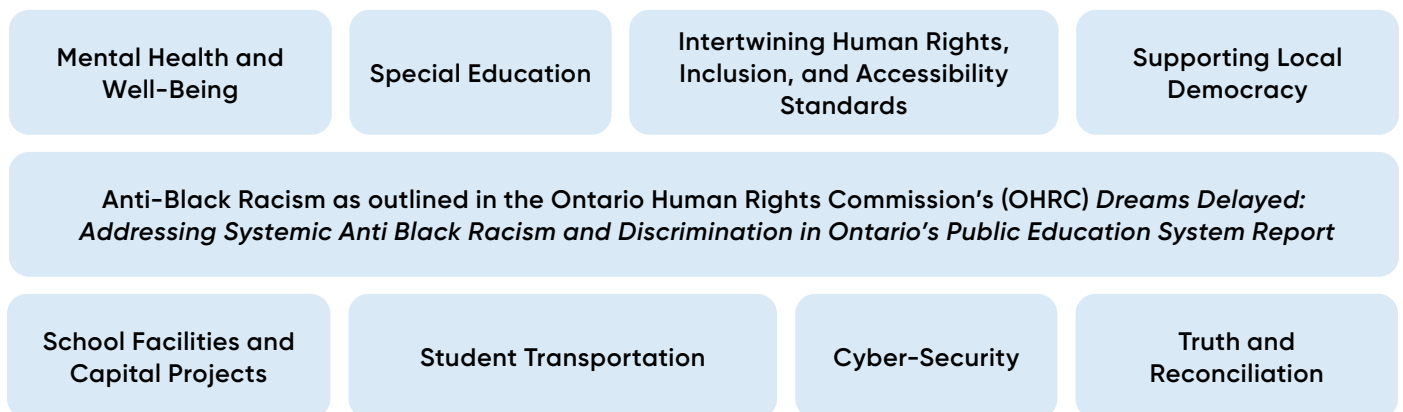 Mental Health and
Well-Being
Special Education
Intertwining Human Rights,
Inclusion, and Accessibility
Standards
Supporting Local
Democracy
Anti-Black Racism as outlined in the Ontario Human Rights Commission’s (OHRC) Dreams Delayed:
Addressing Systemic Anti Black Racism and Discrimination in Ontario’s Public Education System Report
School Facilities and
Capital Projects
Student Transportation
Cyber-Security
Truth and
Reconciliation